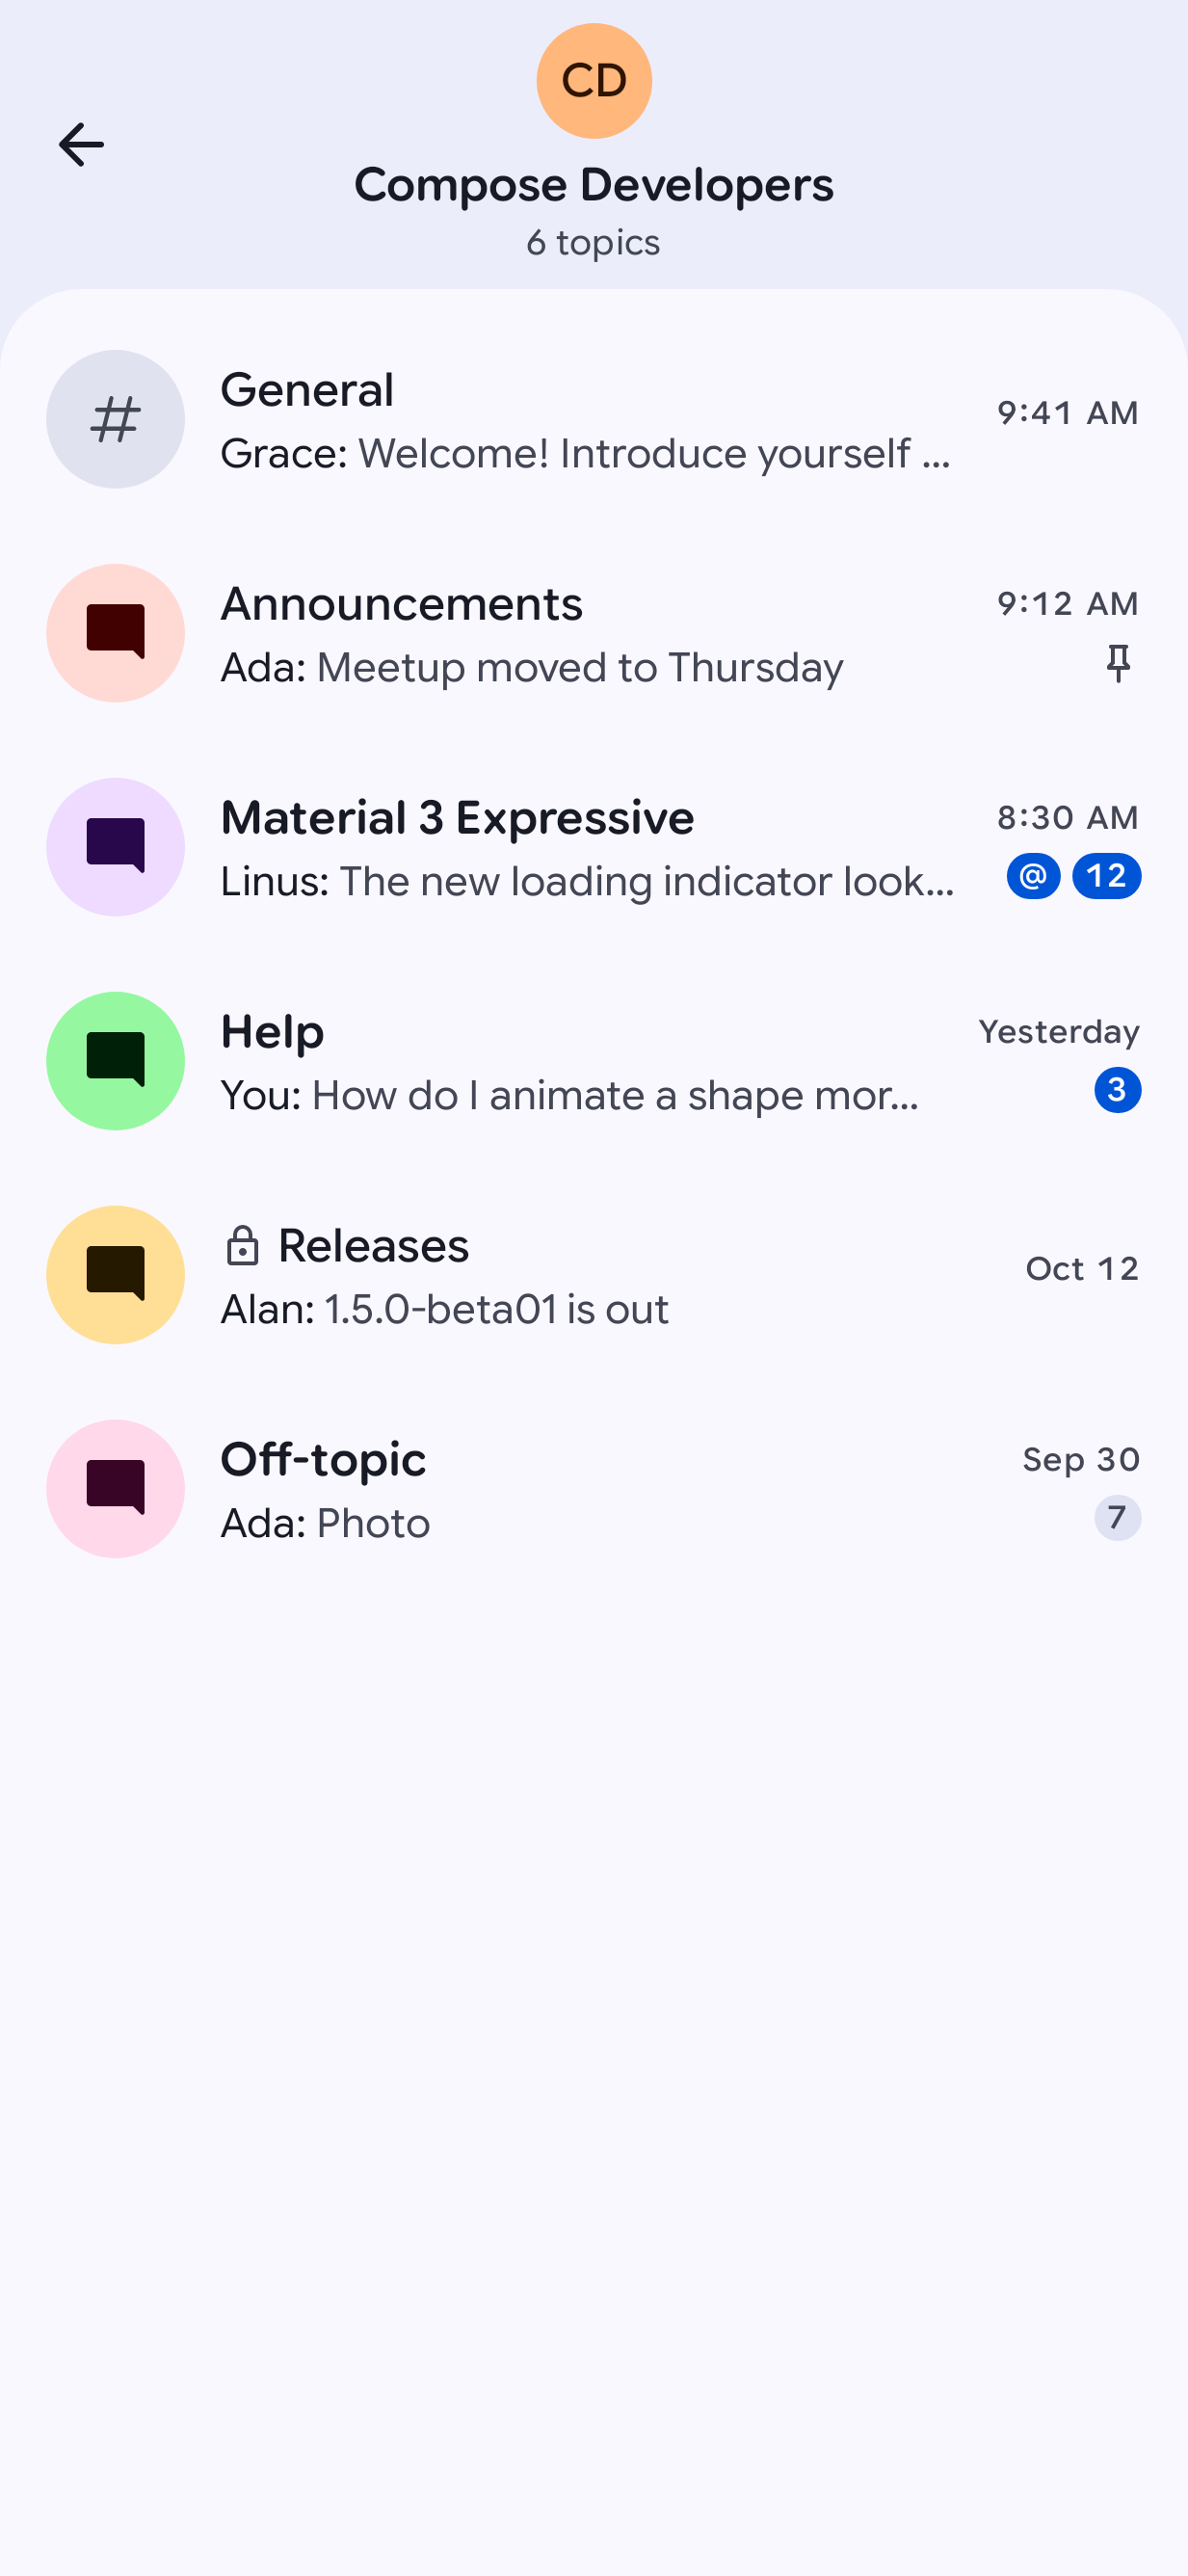 CD
Compose Developers
6 topics
General
9:41 AM
Grace: Welcome! Introduce yourself ...
Announcements
9:12 AM
Ada: Meetup moved to Thursday
Material 3 Expressive
8:30 AM
Linus: The new loading indicator look...
@ 12
Help
Yesterday
You: How do I animate a shape mor...
3
Releases
Oct 12
Alan: 1.5.0-beta01 is out
Off-topic
Sep 30
Ada: Photo
7